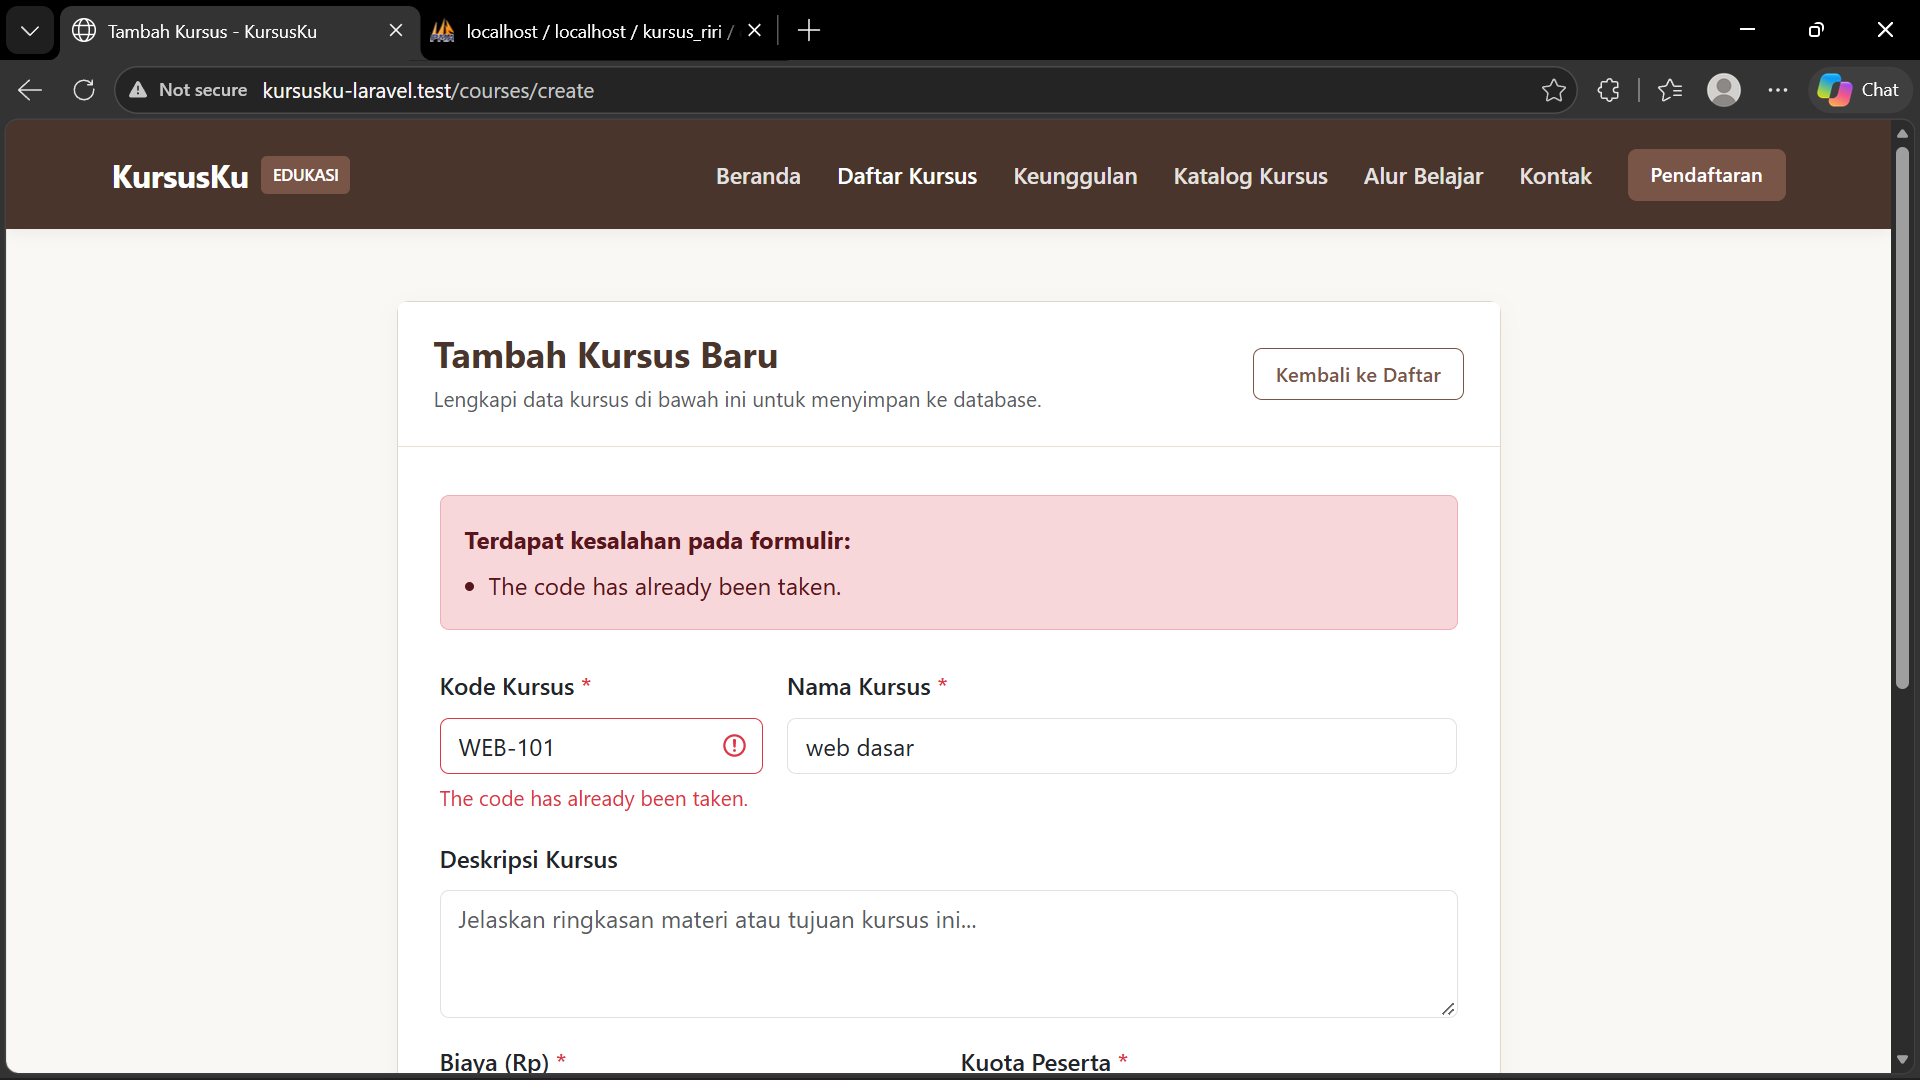 Tambah Kursus - KursusKu
localhost / localhost / kursus_riri /
Not secure kursusku-laravel.test/courses/create
Chat
KursusKu EDUKASI
Beranda Daftar Kursus Keunggulan Katalog Kursus Alur Belajar Kontak Pendaftaran
Tambah Kursus Baru
Lengkapi data kursus di bawah ini untuk menyimpan ke database.
Kembali ke Daftar
Terdapat kesalahan pada formulir:
• The code has already been taken.
Kode Kursus * Nama Kursus *
WEB-101 web dasar
The code has already been taken.
Deskripsi Kursus
Jelaskan ringkasan materi atau tujuan kursus ini...
Biaya (Rp) * Kuota Peserta *